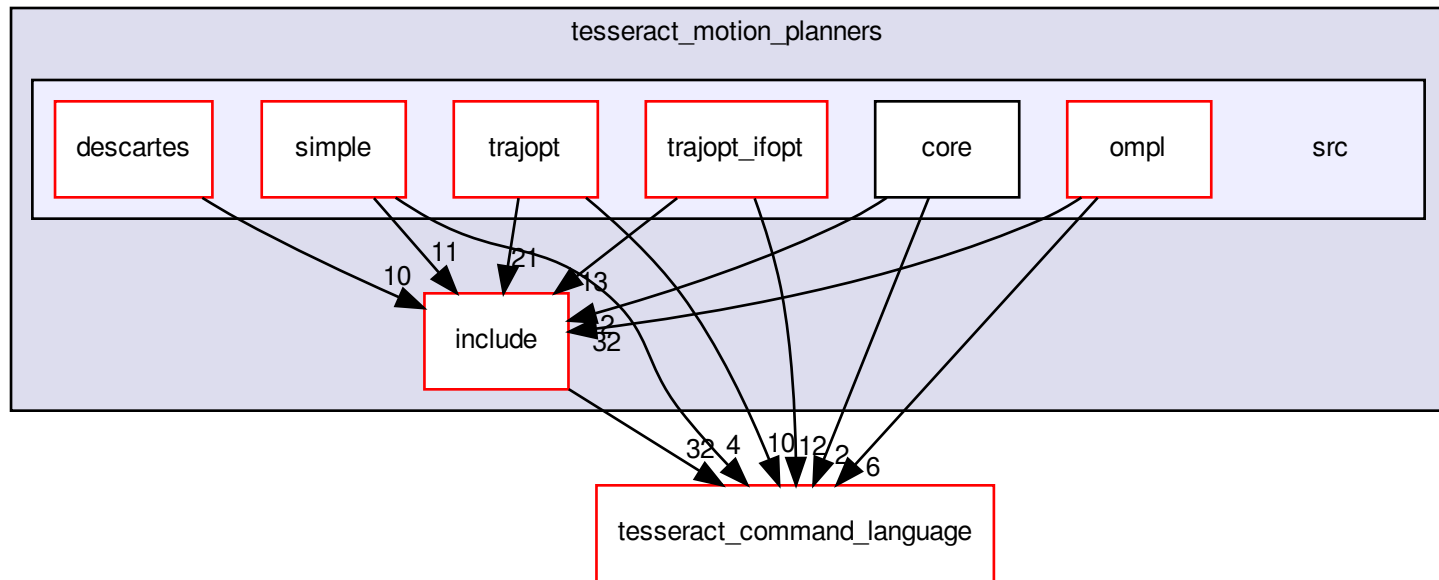 tesseract_motion_planners
descartes
simple
trajopt
trajopt_ifopt
core
ompl
src
10
11
21
13
2
32
include
32
4
10
12
2
6
tesseract_command_language